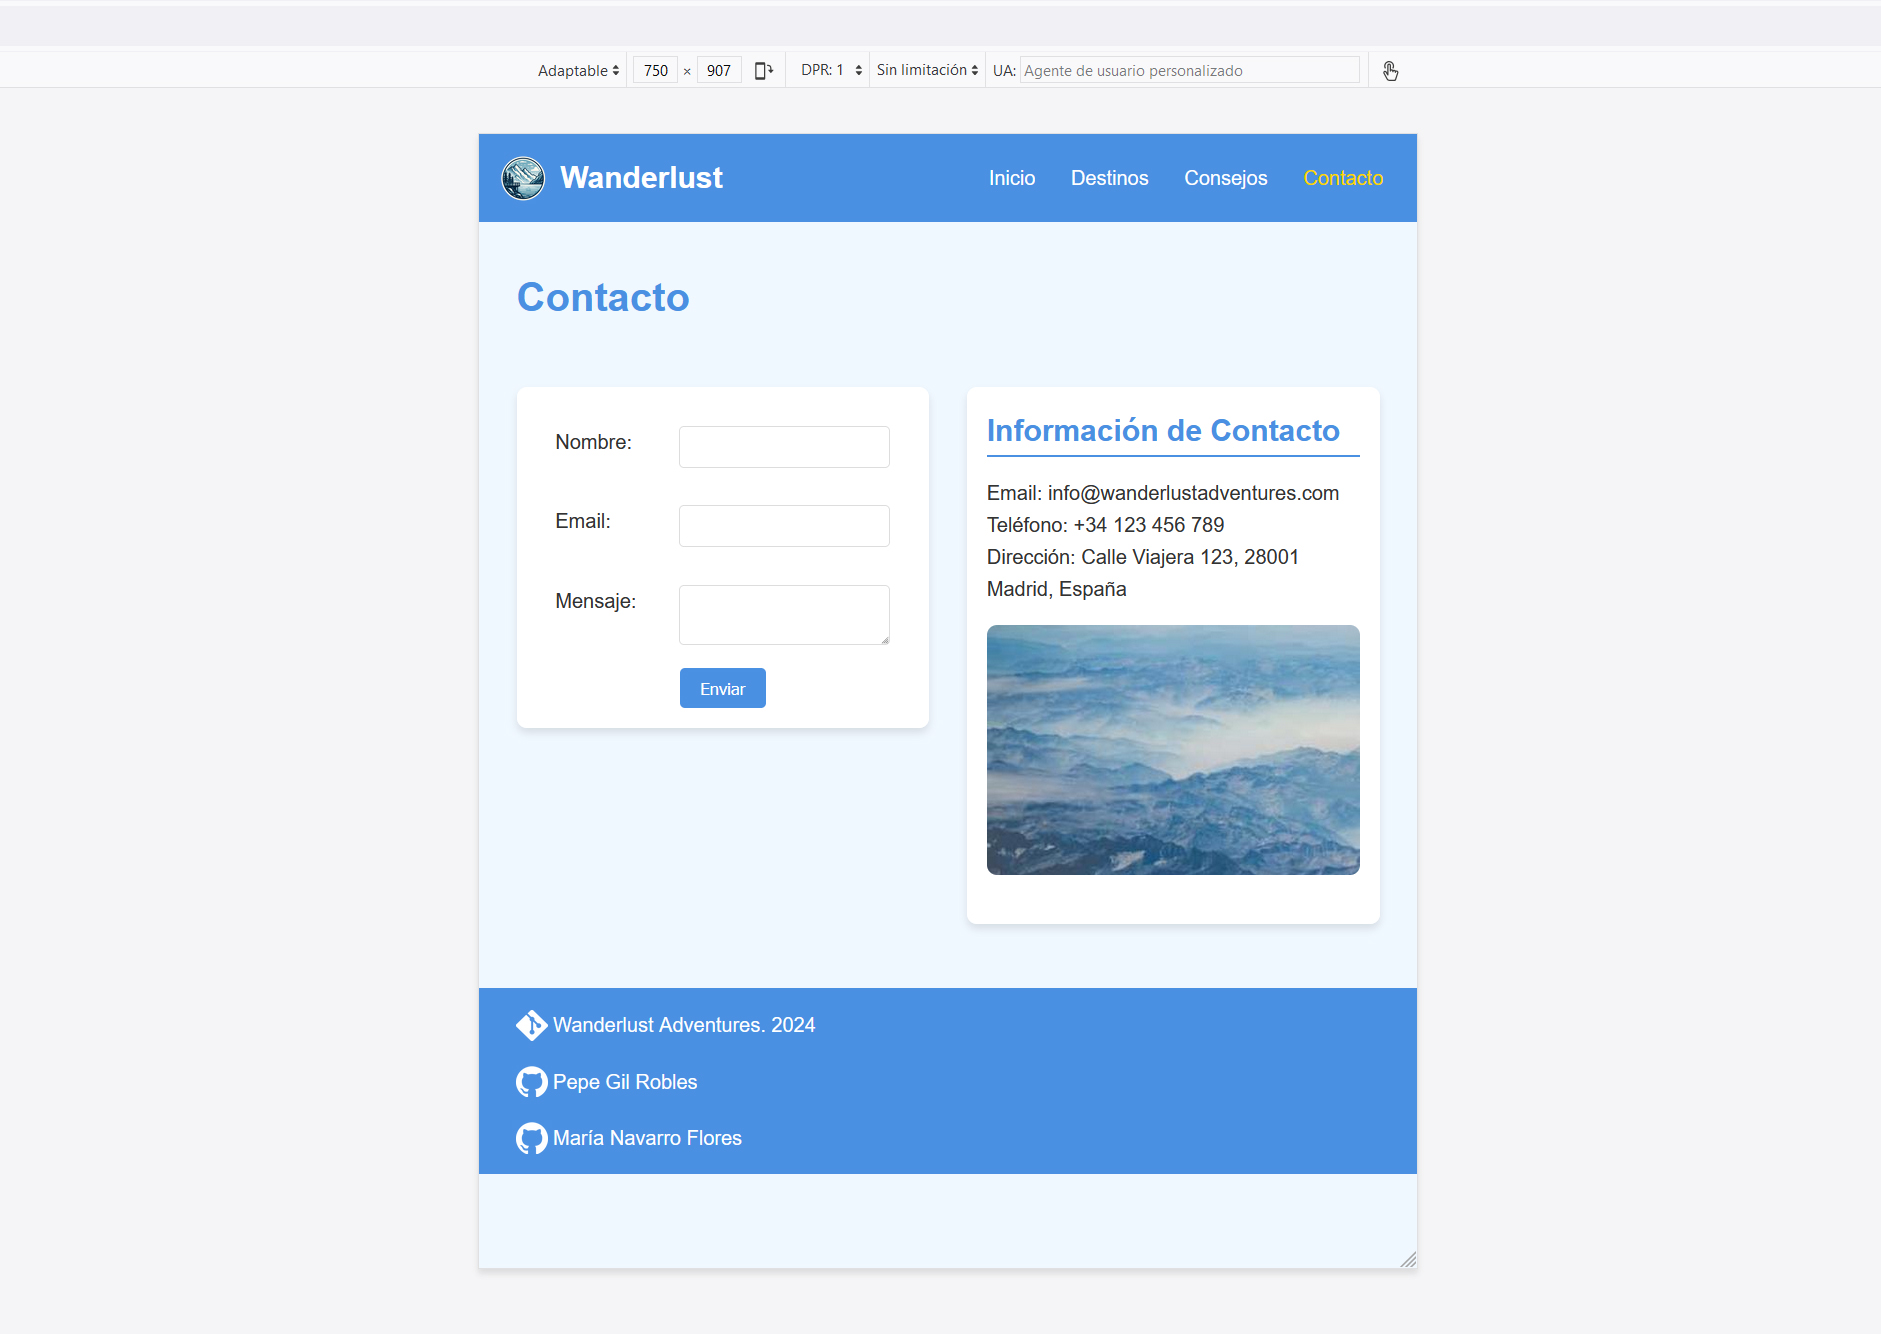 Adaptable 750 × 907 DPR: 1 Sin limitación UA: Agente de usuario personalizado
Wanderlust Inicio Destinos Consejos Contacto
Contacto
Nombre:
Email:
Mensaje:
Enviar
Información de Contacto
Email: info@wanderlustadventures.com
Teléfono: +34 123 456 789
Dirección: Calle Viajera 123, 28001
Madrid, España
Wanderlust Adventures. 2024
Pepe Gil Robles
María Navarro Flores